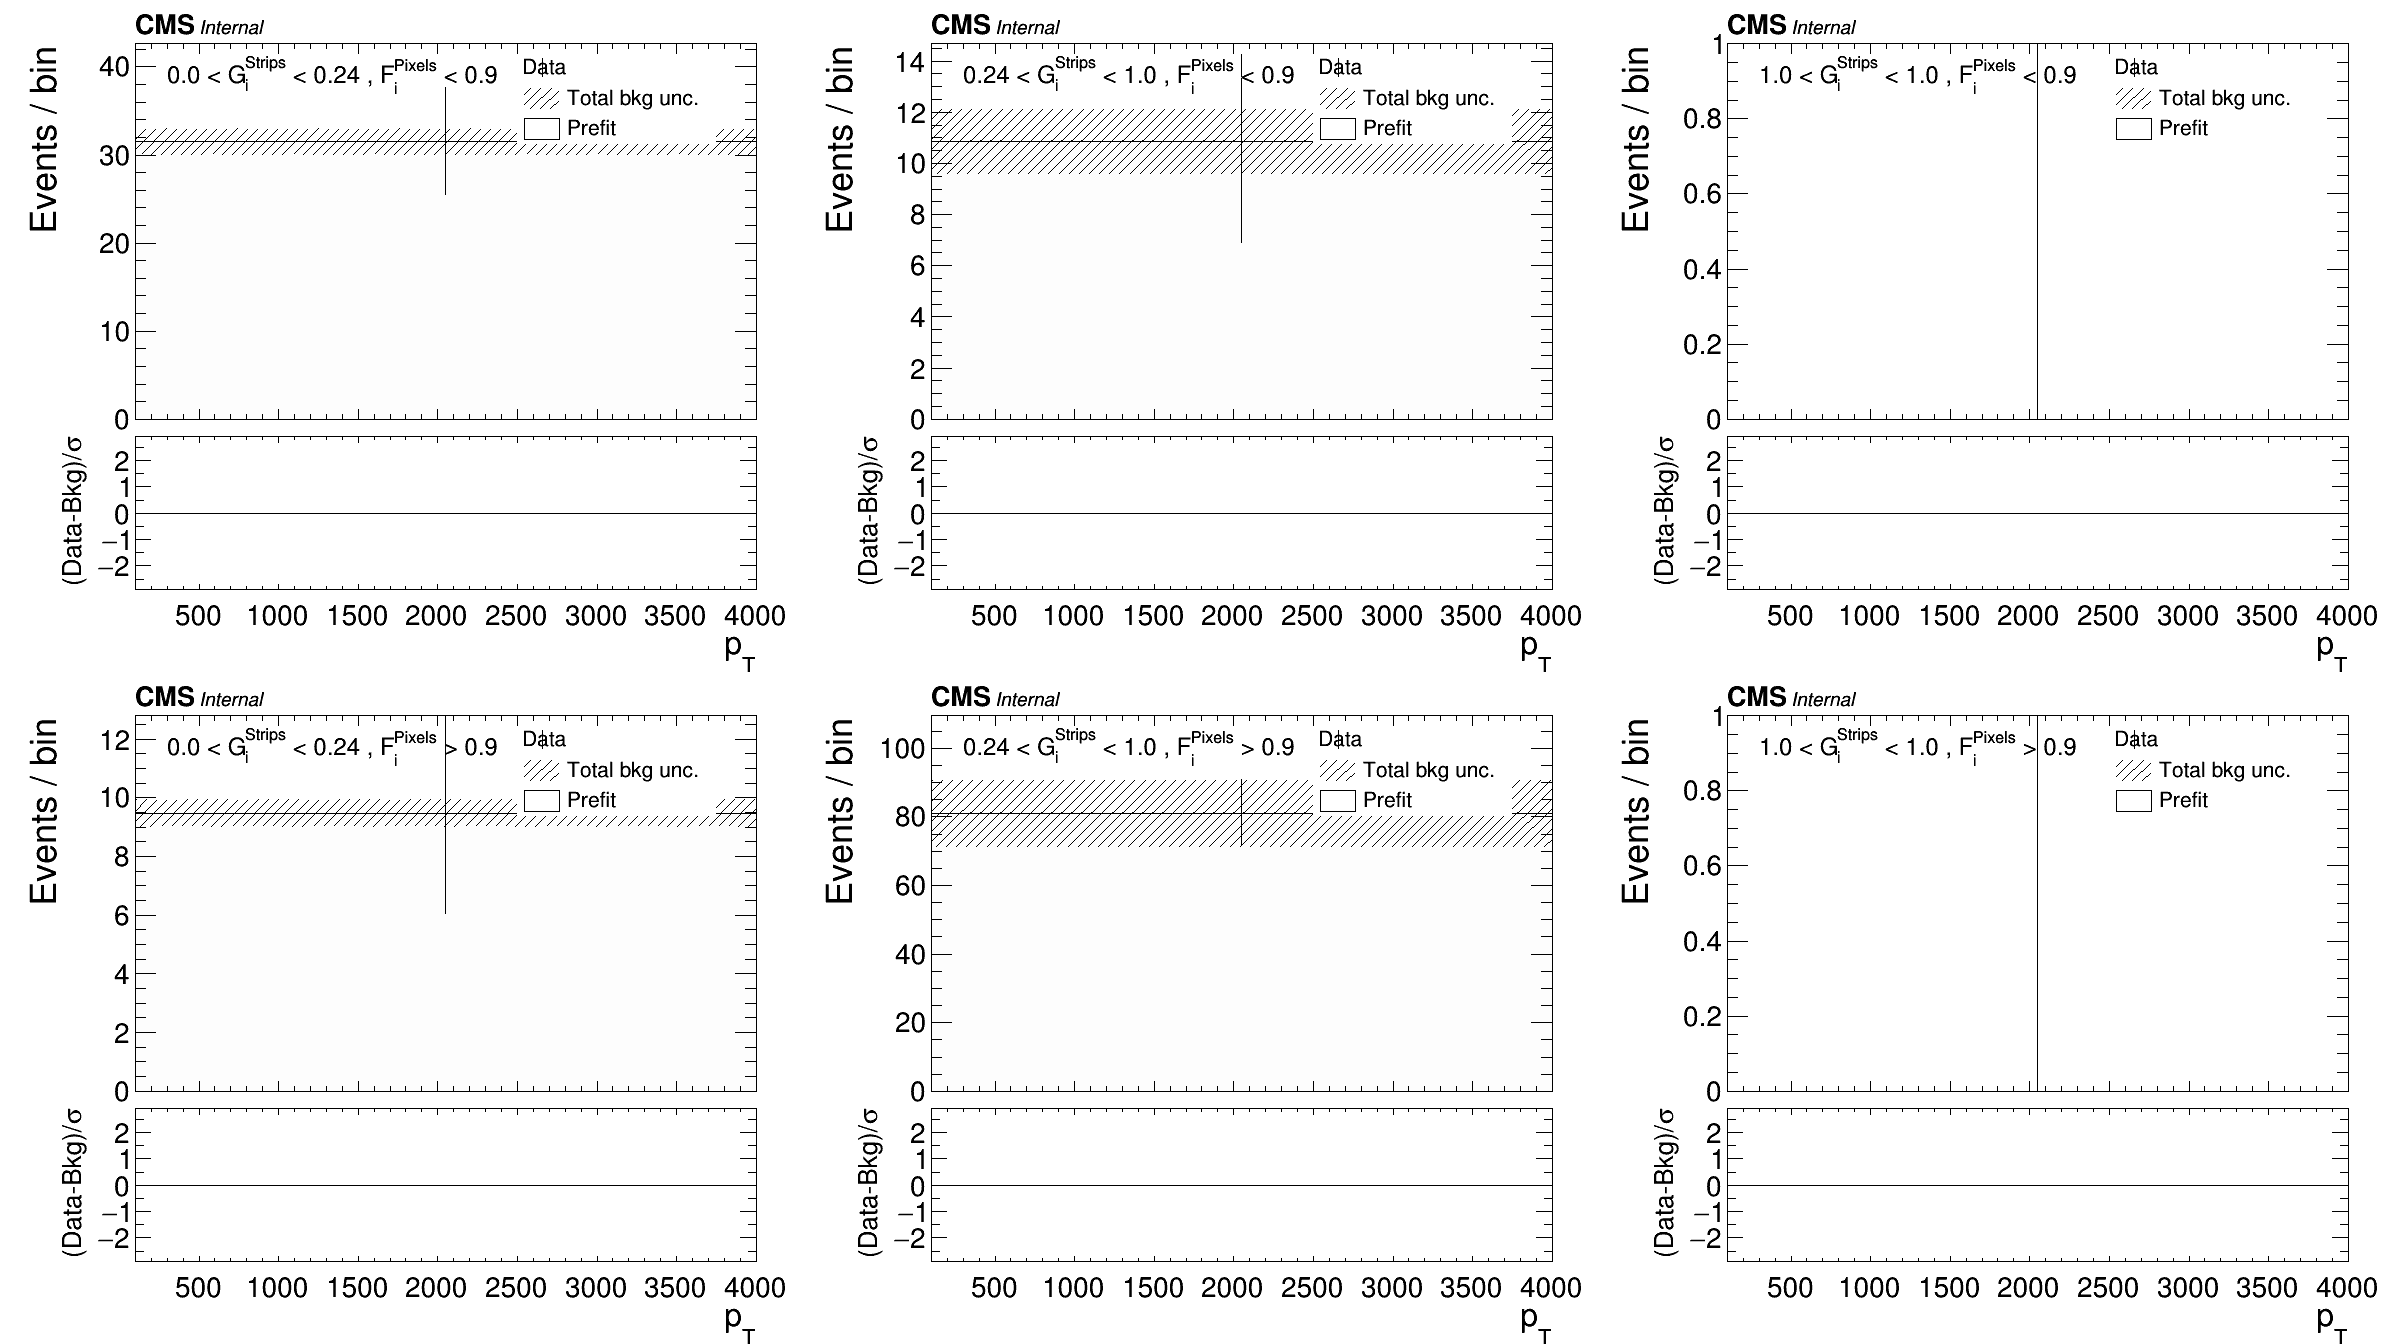 CMS Internal
Events / bin
0.0 < G_i^Strips < 0.24 , F_i^Pixels < 0.9
Data
Total bkg unc.
Prefit
40
30
20
10
0
(Data-Bkg)/σ
2
1
0
−1
−2
500 1000 1500 2000 2500 3000 3500 4000
p_T
CMS Internal
Events / bin
0.24 < G_i^Strips < 1.0 , F_i^Pixels < 0.9
Data
Total bkg unc.
Prefit
14
12
10
8
6
4
2
0
(Data-Bkg)/σ
2
1
0
−1
−2
500 1000 1500 2000 2500 3000 3500 4000
p_T
CMS Internal
Events / bin
1.0 < G_i^Strips < 1.0 , F_i^Pixels < 0.9
Data
Total bkg unc.
Prefit
1
0.8
0.6
0.4
0.2
0
(Data-Bkg)/σ
2
1
0
−1
−2
500 1000 1500 2000 2500 3000 3500 4000
p_T
CMS Internal
Events / bin
0.0 < G_i^Strips < 0.24 , F_i^Pixels > 0.9
Data
Total bkg unc.
Prefit
12
10
8
6
4
2
0
(Data-Bkg)/σ
2
1
0
−1
−2
500 1000 1500 2000 2500 3000 3500 4000
p_T
CMS Internal
Events / bin
0.24 < G_i^Strips < 1.0 , F_i^Pixels > 0.9
Data
Total bkg unc.
Prefit
100
80
60
40
20
0
(Data-Bkg)/σ
2
1
0
−1
−2
500 1000 1500 2000 2500 3000 3500 4000
p_T
CMS Internal
Events / bin
1.0 < G_i^Strips < 1.0 , F_i^Pixels > 0.9
Data
Total bkg unc.
Prefit
1
0.8
0.6
0.4
0.2
0
(Data-Bkg)/σ
2
1
0
−1
−2
500 1000 1500 2000 2500 3000 3500 4000
p_T